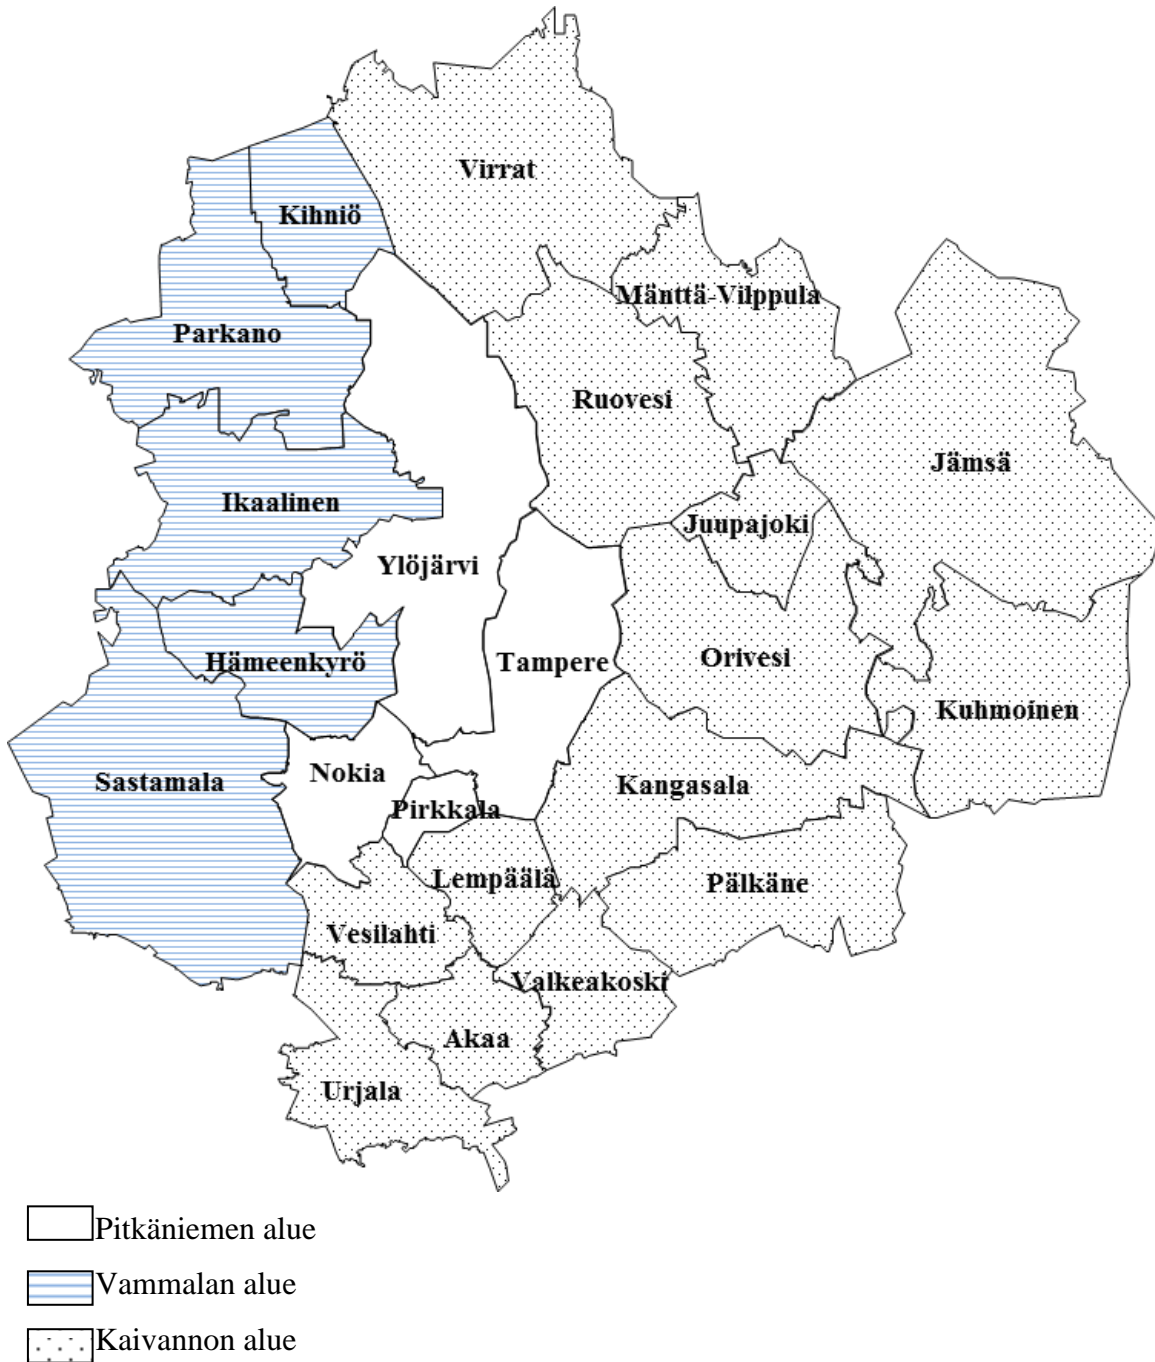 Virrat
Kihniö
Mänttä-Vilppula
Parkano
Ruovesi
Jämsä
Ikaalinen
Juupajoki
Ylöjärvi
Hämeenkyrö
Tampere
Orivesi
Kuhmoinen
Sastamala
Nokia
Kangasala
Pirkkala
Lempäälä
Pälkäne
Vesilahti
Valkeakoski
Akaa
Urjala
Pitkäniemen alue
Vammalan alue
Kaivannon alue